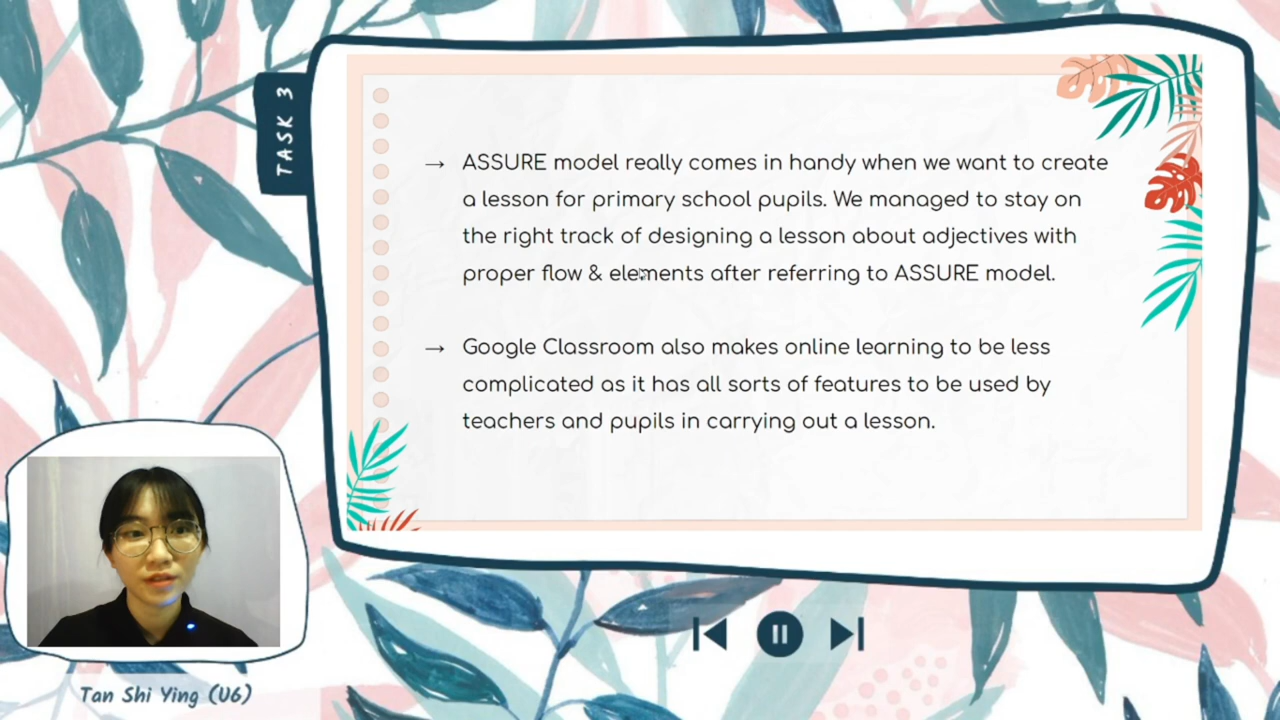 TASK 3
→ ASSURE model really comes in handy when we want to create
a lesson for primary school pupils. We managed to stay on
the right track of designing a lesson about adjectives with
proper flow & elements after referring to ASSURE model.
→ Google Classroom also makes online learning to be less
complicated as it has all sorts of features to be used by
teachers and pupils in carrying out a lesson.
Tan Shi Ying (U6)